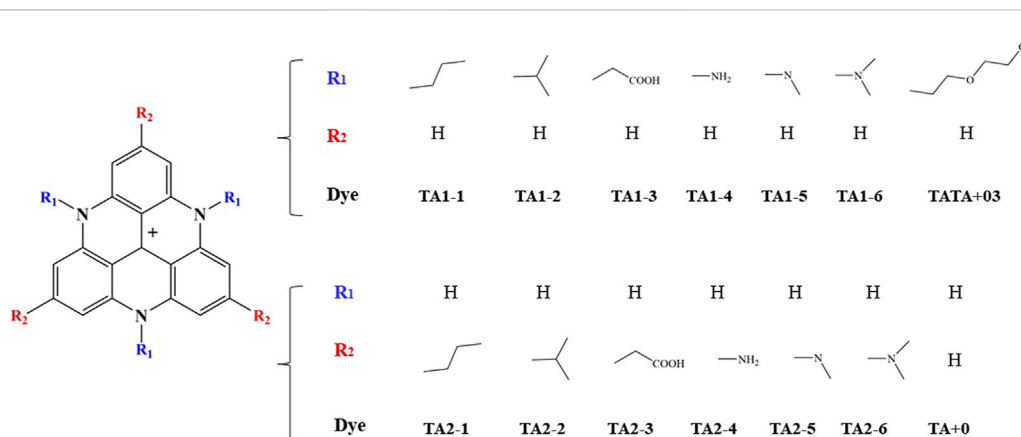 R1 COOH NH2 N N O
R2 H H H H H H H
Dye TA1-1 TA1-2 TA1-3 TA1-4 TA1-5 TA1-6 TATA+03
R2
R1 N N R1
+
R2 N R2
R1
R1 H H H H H H H
R2 COOH NH2 N N H
Dye TA2-1 TA2-2 TA2-3 TA2-4 TA2-5 TA2-6 TA+0